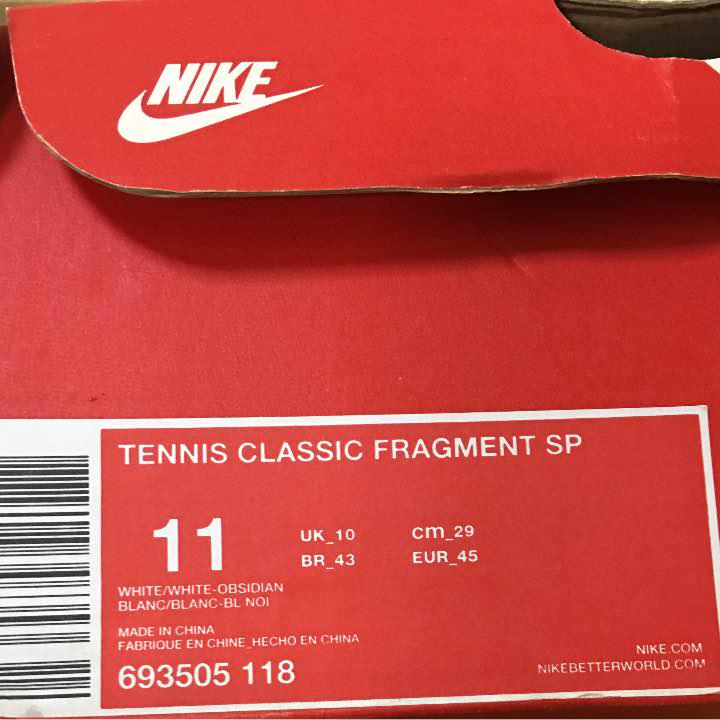 NIKE
TENNIS CLASSIC FRAGMENT SP
11
UK_10
cm_29
BR_43
EUR_45
WHITE/WHITE-OBSIDIAN
BLANC/BLANC-BL NOI
MADE IN CHINA
FABRIQUE EN CHINE_HECHO EN CHINA
693505 118
NIKE.COM
NIKEBETTERWORLD.COM